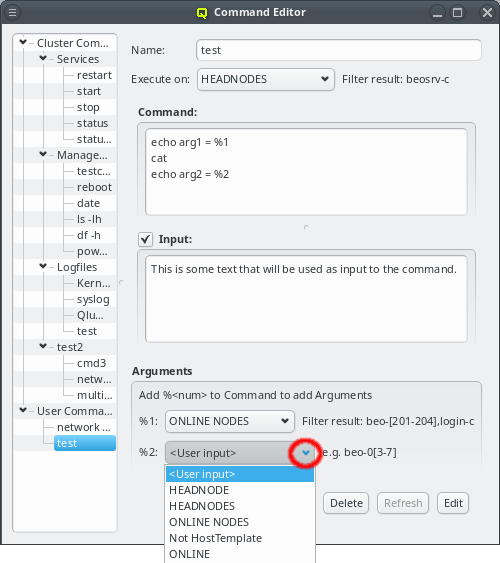 Command Editor
Cluster Com...
Services
restart
start
stop
status
statu...
Manage...
testc...
reboot
date
ls -lh
df -h
pow...
Logfiles
Kern...
syslog
Qlu...
test
test2
cmd3
netw...
multi...
User Comma...
network ...
test
Name: test
Execute on: HEADNODES Filter result: beosrv-c
Command:
echo arg1 = %1
cat
echo arg2 = %2
Input:
This is some text that will be used as input to the command.
Arguments
Add %<num> to Command to add Arguments
%1: ONLINE NODES Filter result: beo-[201-204],login-c
%2: <User input> e.g. beo-0[3-7]
<User input>
HEADNODE
HEADNODES
ONLINE NODES
Not HostTemplate
ONLINE
Delete Refresh Edit